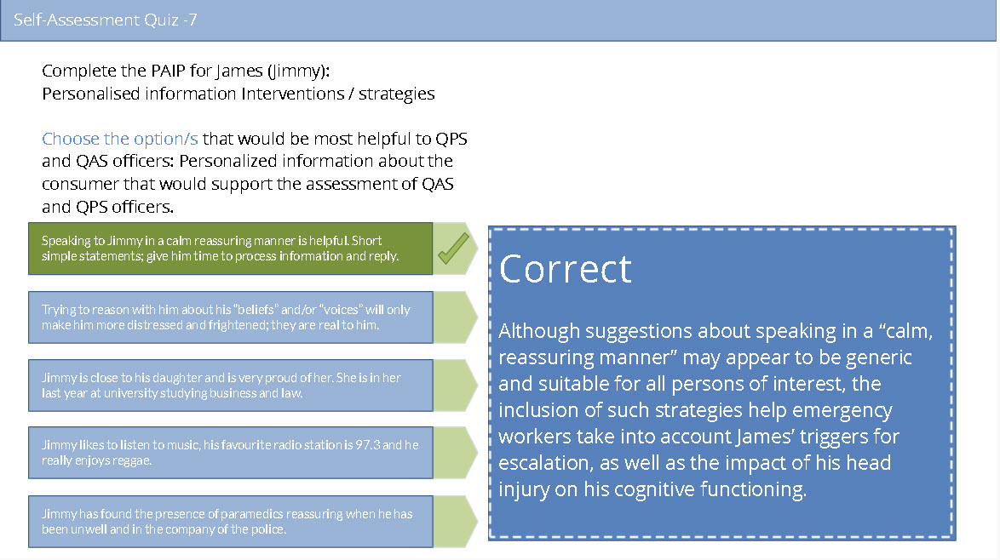 Self-Assessment Quiz -7
Complete the PAIP for James (Jimmy):
Personalised information Interventions / strategies
Choose the option/s that would be most helpful to QPS
and QAS officers: Personalized information about the
consumer that would support the assessment of QAS
and QPS officers.
Speaking to Jimmy in a calm reassuring manner is helpful. Short
simple statements; give him time to process information and reply.
Trying to reason with him about his “beliefs” and/or “voices” will only
make him more distressed and frightened; they are real to him.
Jimmy is close to his daughter and is very proud of her. She is in her
last year at university studying business and law.
Jimmy likes to listen to music, his favourite radio station is 97.3 and he
really enjoys reggae.
Jimmy has found the presence of paramedics reassuring when he has
been unwell and in the company of the police.
Correct
Although suggestions about speaking in a “calm,
reassuring manner” may appear to be generic
and suitable for all persons of interest, the
inclusion of such strategies help emergency
workers take into account James’ triggers for
escalation, as well as the impact of his head
injury on his cognitive functioning.